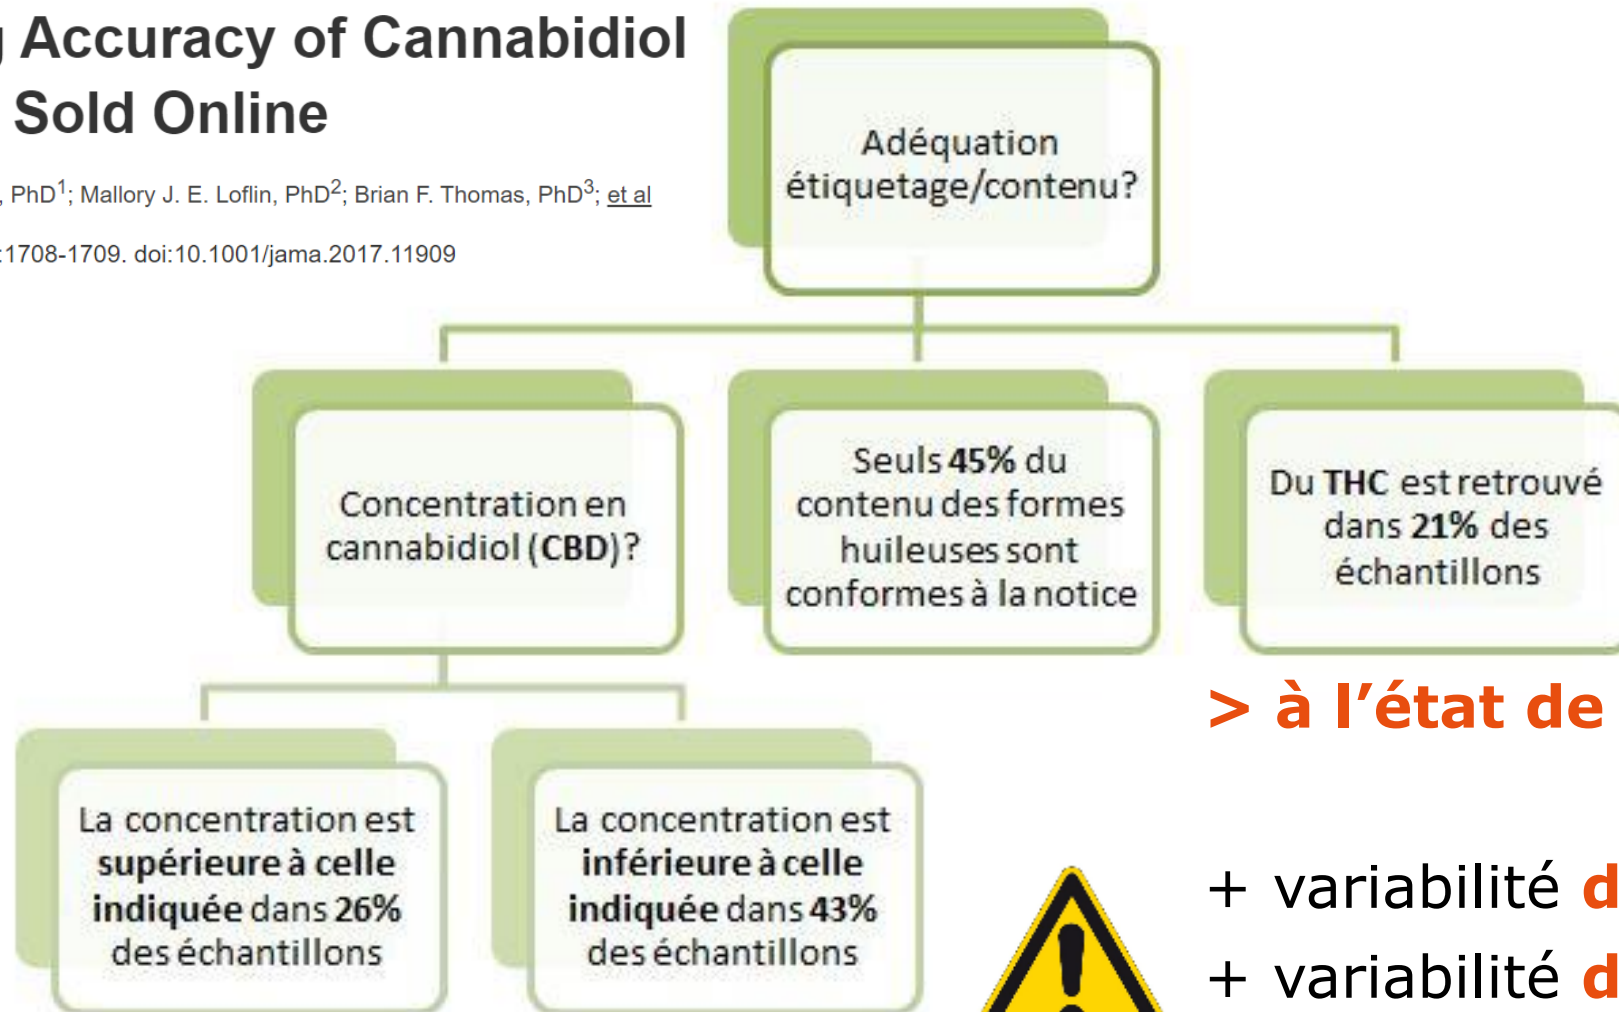 Accuracy of Cannabidiol
Sold Online
, PhD1; Mallory J. E. Loflin, PhD2; Brian F. Thomas, PhD3; et al
:1708-1709. doi:10.1001/jama.2017.11909
Adéquation
étiquetage/contenu?
Concentration en
cannabidiol (CBD)?
Seuls 45% du
contenu des formes
huileuses sont
conformes à la notice
Du THC est retrouvé
dans 21% des
échantillons
> à l’état de
La concentration est
supérieure à celle
indiquée dans 26%
des échantillons
La concentration est
inférieure à celle
indiquée dans 43%
des échantillons
+ variabilité
+ variabilité